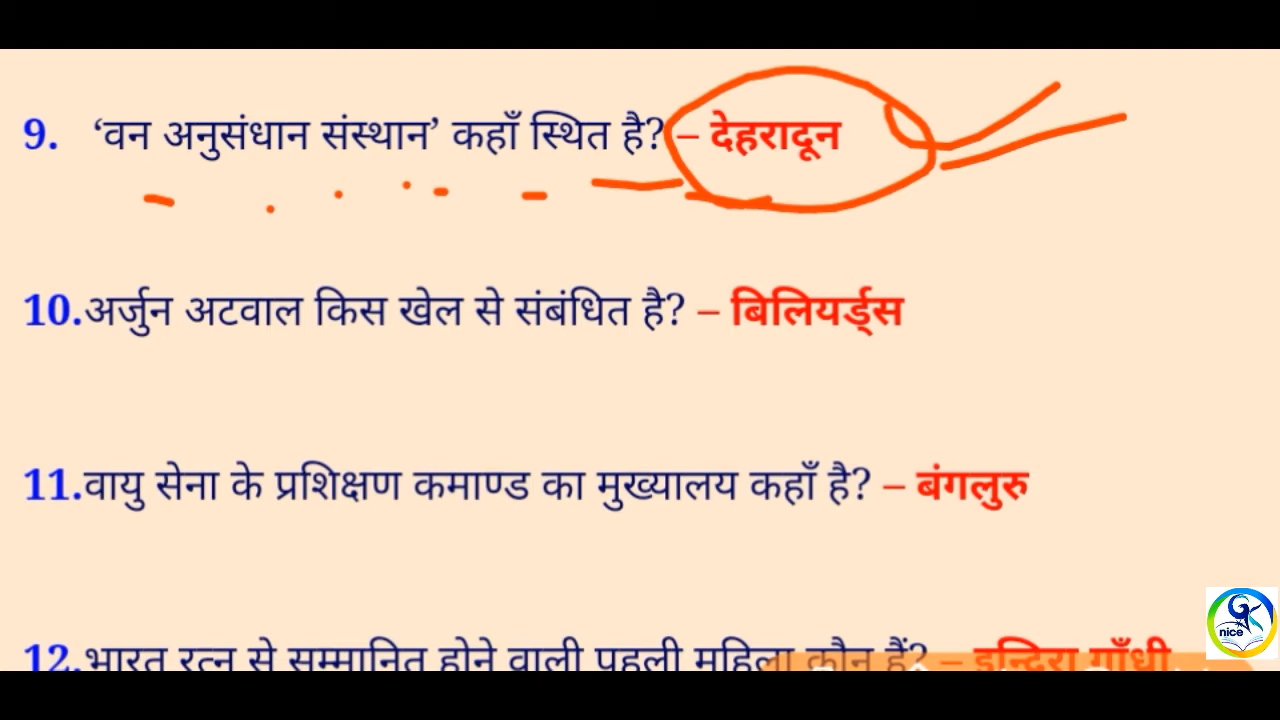 9. ‘वन अनुसंधान संस्थान’ कहाँ स्थित है? – देहरादून
10.अर्जुन अटवाल किस खेल से संबंधित है? – बिलियर्ड्स
11.वायु सेना के प्रशिक्षण कमाण्ड का मुख्यालय कहाँ है? – बंगलुरु
12.भारत रत्न से सम्मानित होने वाली पहली महिला कौन हैं? – इन्दिरा गाँधी
nice